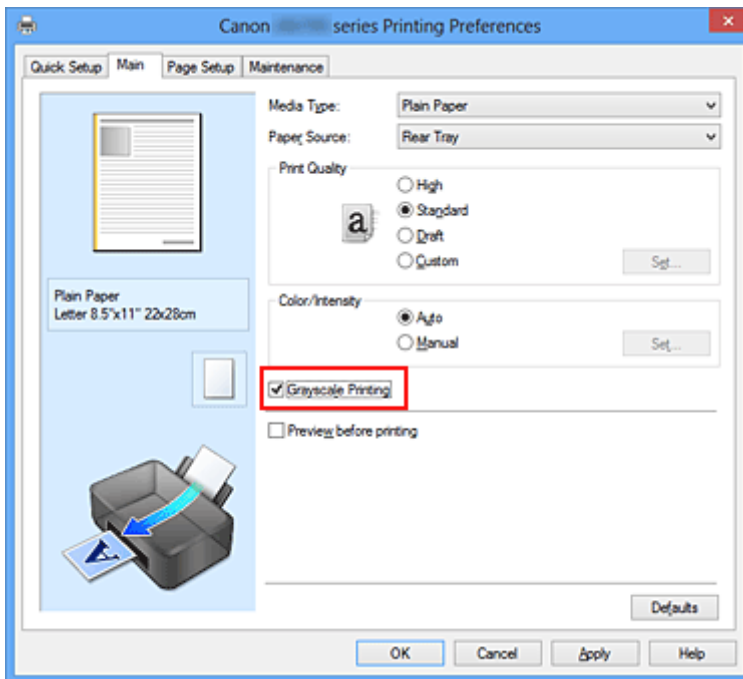 Canon series Printing Preferences
Quick Setup Main Page Setup Maintenance
Media Type: Plain Paper
Paper Source: Rear Tray
Print Quality
High
a Standard
Draft
Custom Set...
Plain Paper
Letter 8.5"x11" 22x28cm
Color/Intensity
Auto
Manual Set...
Grayscale Printing
Preview before printing
A
Defaults
OK Cancel Apply Help